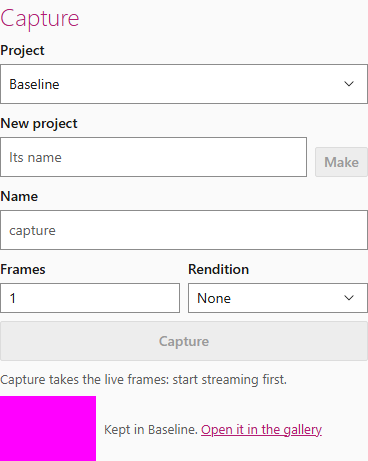 Capture
Project
Baseline
New project
Its name
Make
Name
capture
Frames
Rendition
1
None
Capture
Capture takes the live frames: start streaming first.
Kept in Baseline. Open it in the gallery